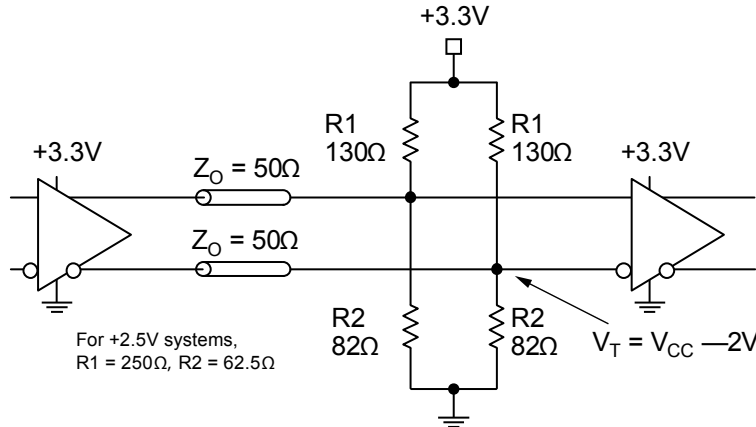 +3.3V
R1
130Ω
R1
130Ω
+3.3V
Z_O = 50Ω
+3.3V
Z_O = 50Ω
R2
82Ω
R2
82Ω
V_T = V_CC —2V
For +2.5V systems,
R1 = 250Ω, R2 = 62.5Ω